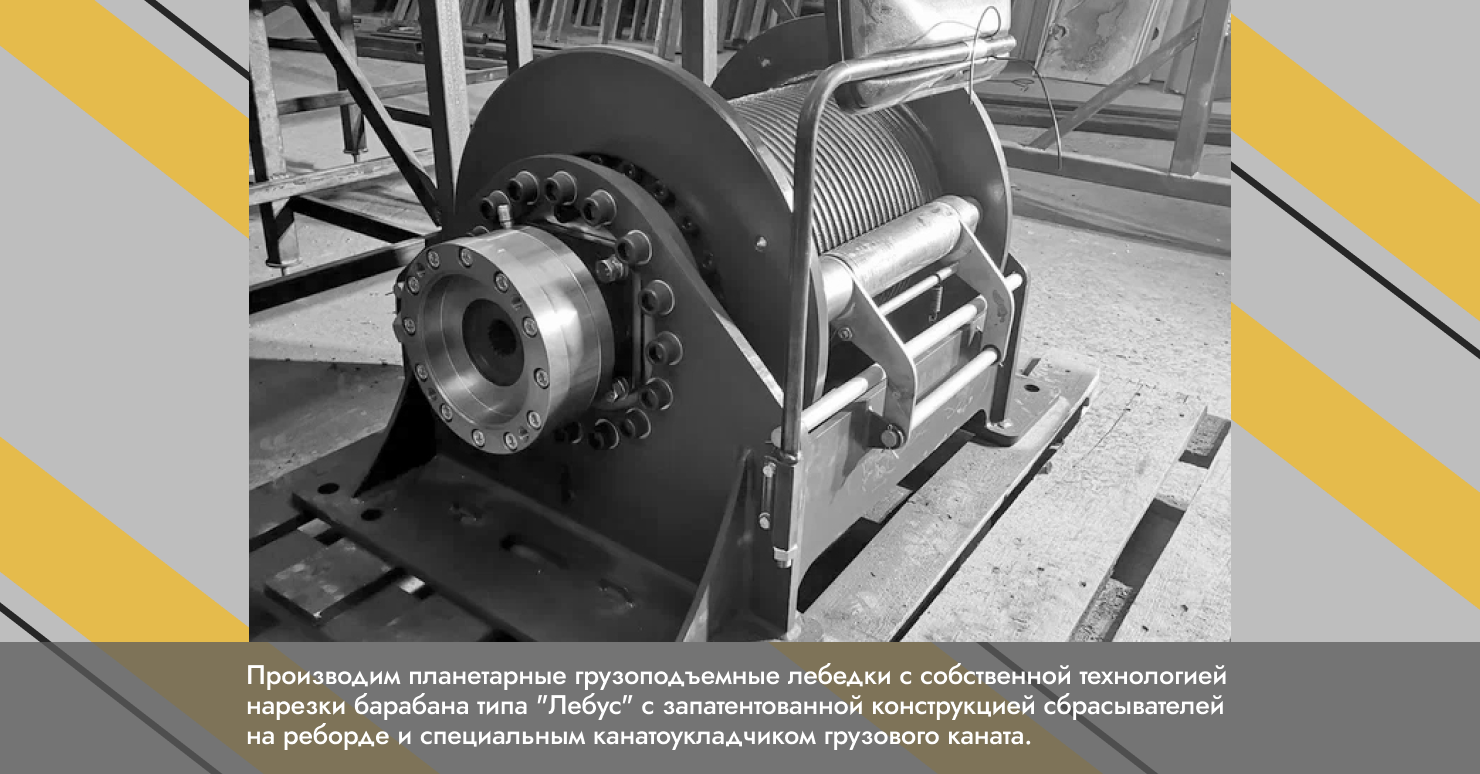 Производим планетарные грузоподъемные лебедки с собственной технологией
нарезки барабана типа "Лебус" с запатентованной конструкцией сбрасывателей
на реборде и специальным канатоукладчиком грузового каната.